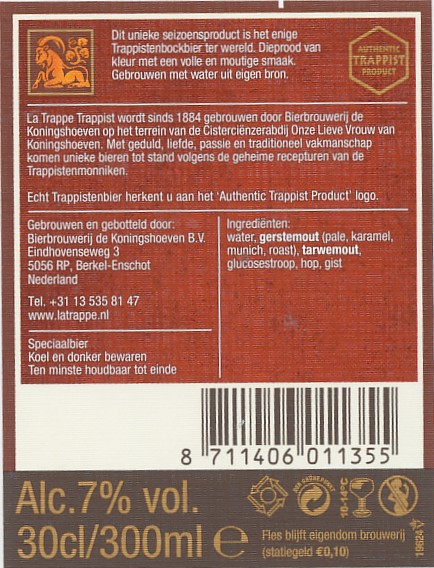 Dit unieke seizoensproduct is het enige
Trappistenbockbier ter wereld. Dieprood van
kleur met een volle en moutige smaak.
Gebrouwen met water uit eigen bron.
AUTHENTIC
TRAPPIST
PRODUCT
La Trappe Trappist wordt sinds 1884 gebrouwen door Bierbrouwerij de
Koningshoeven op het terrein van de Cisterciënzerabdij Onze Lieve Vrouw van
Koningshoeven. Met geduld, liefde, passie en traditioneel vakmanschap
komen unieke bieren tot stand volgens de geheime recepturen van de
Trappistenmonniken.
Echt Trappistenbier herkent u aan het 'Authentic Trappist Product' logo.
Gebrouwen en gebotteld door:
Bierbrouwerij de Koningshoeven B.V.
Eindhovenseweg 3
5056 RP, Berkel-Enschot
Nederland
Tel. +31 13 535 81 47
www.latrappe.nl
Speciaalbier
Koel en donker bewaren
Ten minste houdbaar tot einde
Ingrediënten:
water, gerstemout (pale, karamel,
munich, roast), tarwemout,
glucosestroop, hop, gist
8 711406 011355
Alc.7% vol.
30cl/300ml e
DER GRÜNE PUNKT
10-14°C
Fles blijft eigendom brouwerij
(statiegeld €0,10)
19624